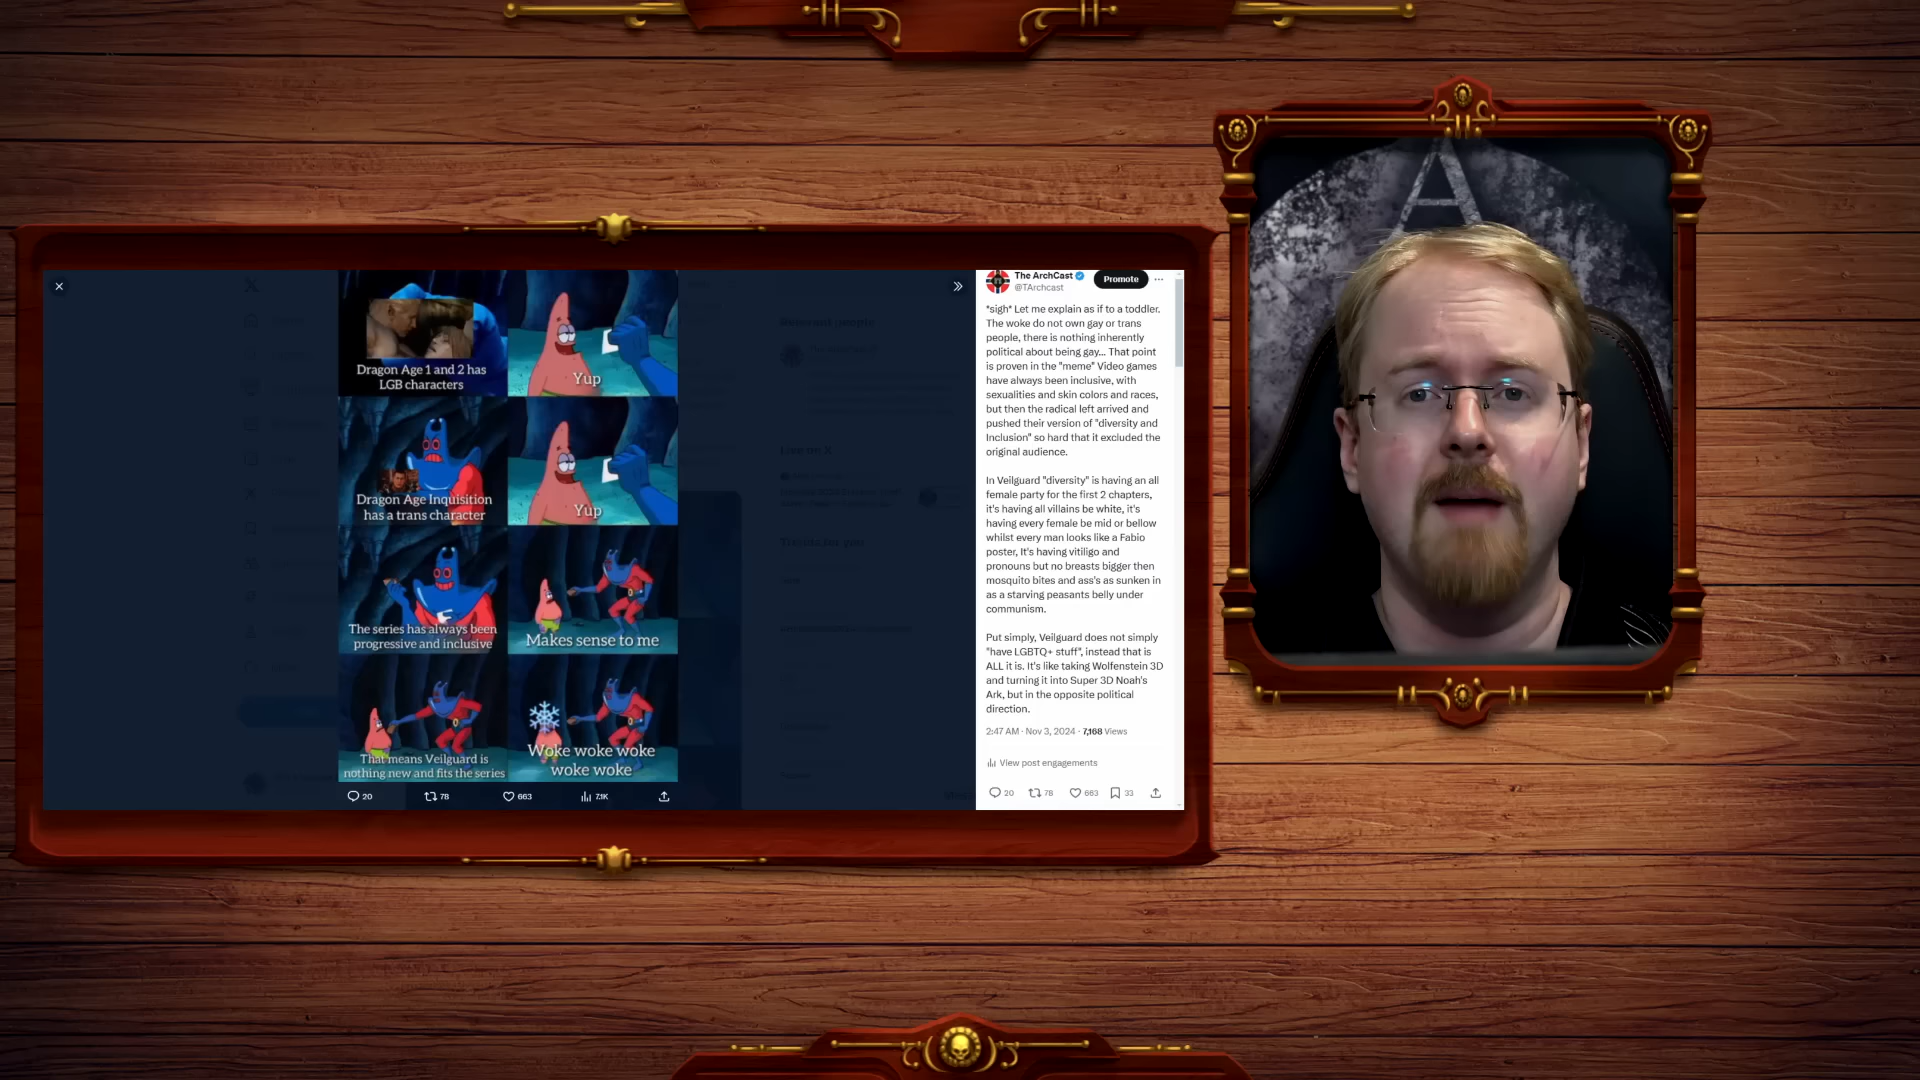 Dragon Age 1 and 2 has
LGB characters
Yup
Dragon Age Inquisition
has a trans character
Yup
The series has always been
progressive and inclusive
Makes sense to me
That means Veilguard is
nothing new and fits the series
Woke woke woke
woke woke
20 78 663 7.1K
Relevant people
Live on X
The ArchCast
Promote
@TArchcast
*sigh* Let me explain as if to a toddler.
The woke do not own gay or trans
people, there is nothing inherently
political about being gay... That point
is proven in the "meme" Video games
have always been inclusive, with
sexualities and skin colors and races,
but then the radical left arrived and
pushed their version of "diversity and
Inclusion" so hard that it excluded the
original audience.
In Veilguard "diversity" is having an all
female party for the first 2 chapters,
it's having all villains be white, it's
having every female be mid or bellow
whilst every man looks like a Fabio
poster, It's having vitiligo and
pronouns but no breasts bigger then
mosquito bites and ass's as sunken in
as a starving peasants belly under
communism.
Put simply, Veilguard does not simply
"have LGBTQ+ stuff", instead that is
ALL it is. It's like taking Wolfenstein 3D
and turning it into Super 3D Noah's
Ark, but in the opposite political
direction.
2:47 AM · Nov 3, 2024 · 7,168 Views
View post engagements
20 78 663 33
A